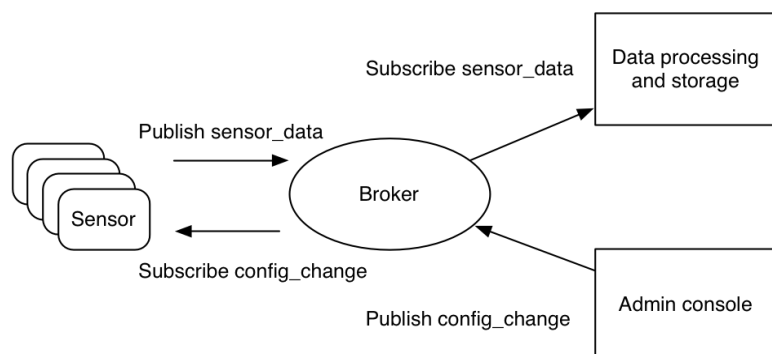 Subscribe sensor_data
Data processing
and storage
Publish sensor_data
Sensor
Broker
Subscribe config_change
Publish config_change
Admin console